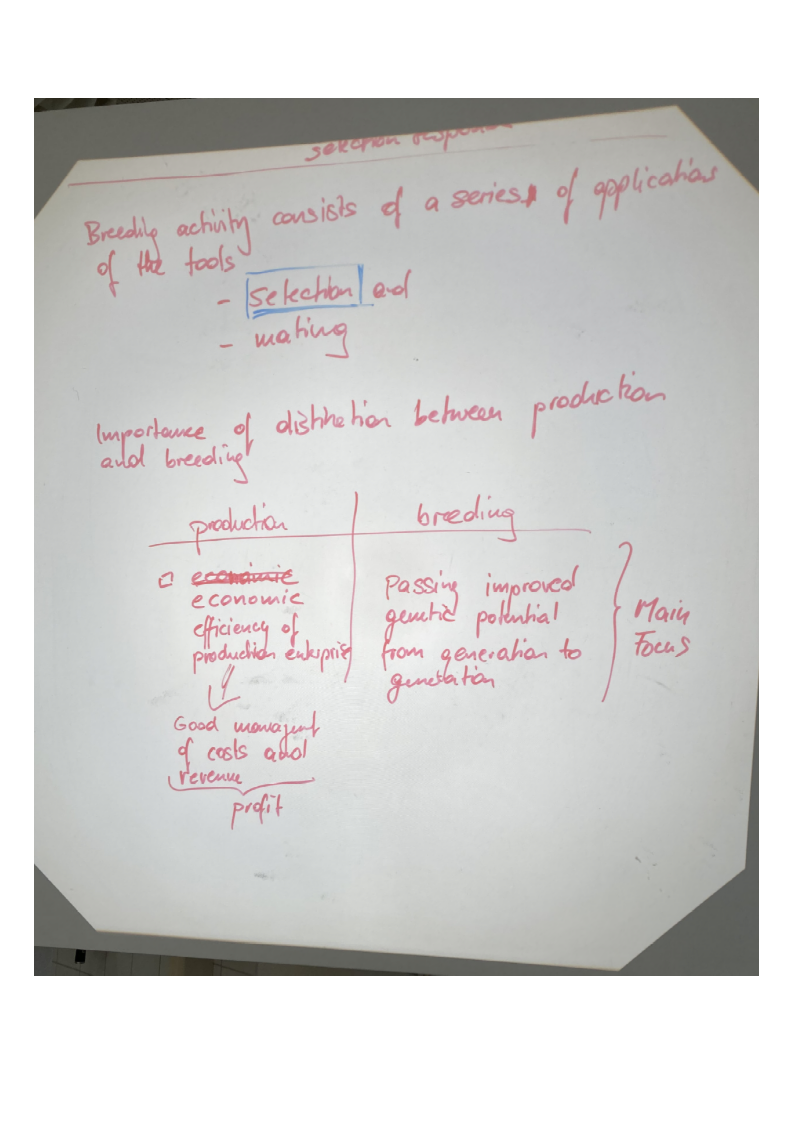 selection response
Breeding activity consists of a series of applications
of the tools
- selection and
- mating
Importance of distinction between production
and breeding
production
breeding
economic
economic
efficiency of
production enterprise
Good managment
of costs and
revenue
profit
Passing improved
genetic potential
from generation to
generation
Main
Focus